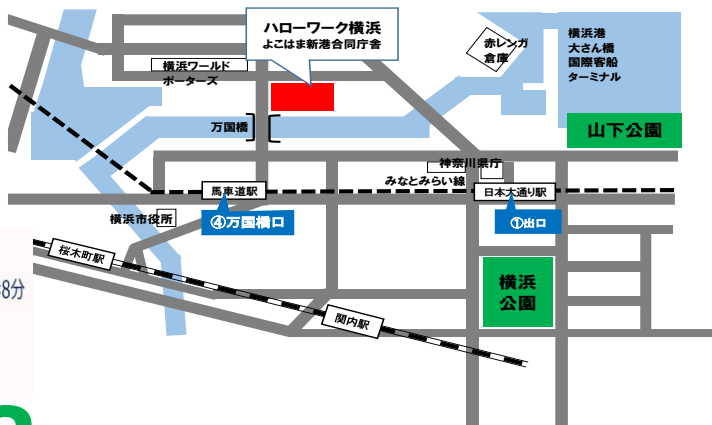 ハローワーク横浜
よこはま新港合同庁舎
赤レンガ
倉庫
横浜港
大さん橋
国際客船
ターミナル
横浜ワールド
ポーターズ
万国橋
山下公園
神奈川県庁
みなとみらい線
馬車道駅
日本大通り駅
横浜市役所
④万国橋口
①出口
桜木町駅
8分
横浜
公園
関内駅